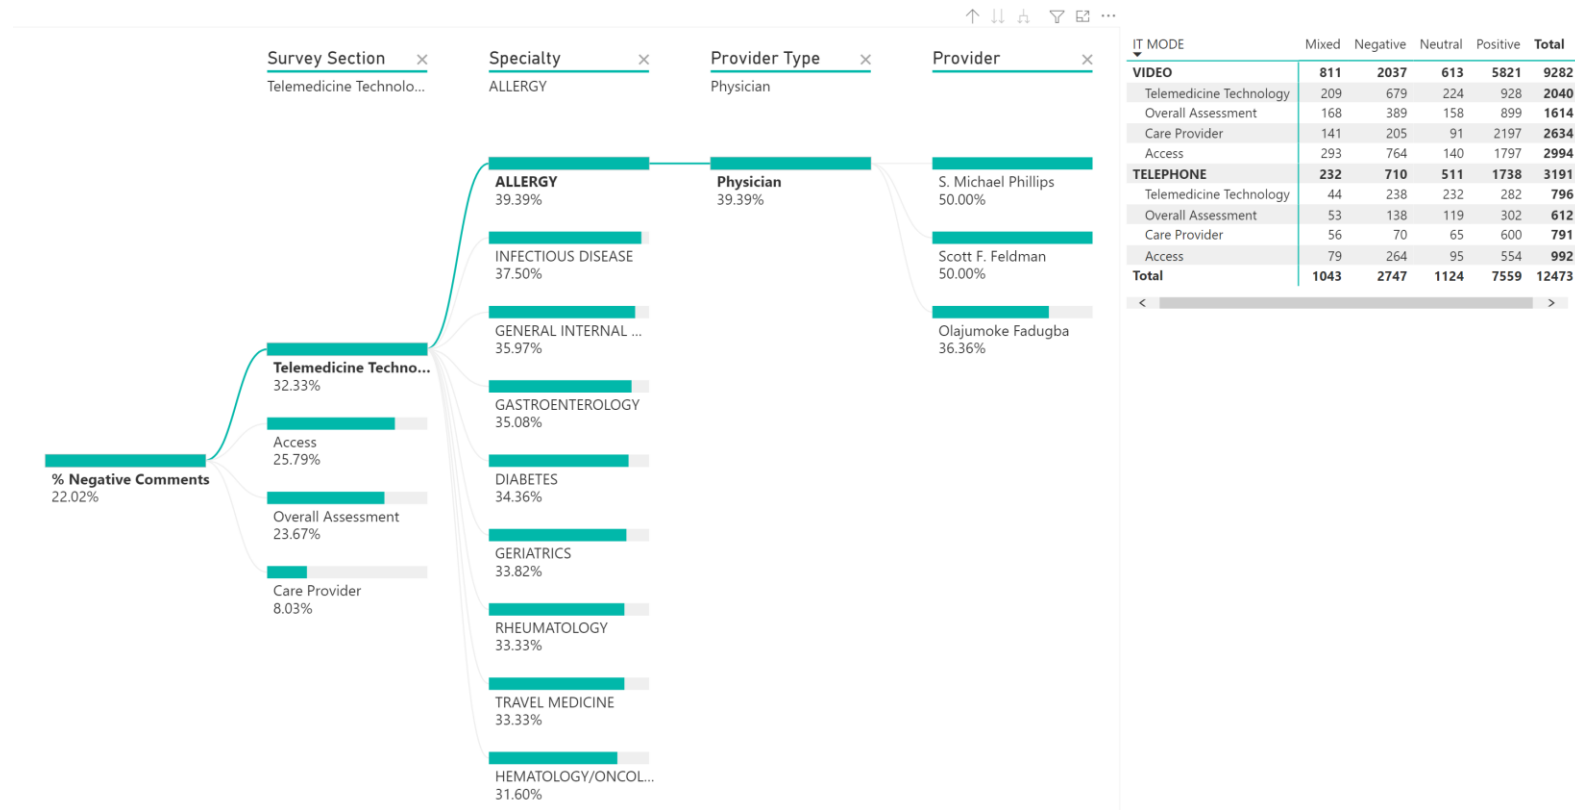 Survey Section ×
Telemedicine Technolo...
Specialty ×
ALLERGY
Provider Type ×
Physician
Provider ×
% Negative Comments
22.02%
Telemedicine Techno...
32.33%
Access
25.79%
Overall Assessment
23.67%
Care Provider
8.03%
ALLERGY
39.39%
INFECTIOUS DISEASE
37.50%
GENERAL INTERNAL ...
35.97%
GASTROENTEROLOGY
35.08%
DIABETES
34.36%
GERIATRICS
33.82%
RHEUMATOLOGY
33.33%
TRAVEL MEDICINE
33.33%
HEMATOLOGY/ONCOL...
31.60%
Physician
39.39%
S. Michael Phillips
50.00%
Scott F. Feldman
50.00%
Olajumoke Fadugba
36.36%
IT MODE Mixed Negative Neutral Positive Total
VIDEO 811 2037 613 5821 9282
Telemedicine Technology 209 679 224 928 2040
Overall Assessment 168 389 158 899 1614
Care Provider 141 205 91 2197 2634
Access 293 764 140 1797 2994
TELEPHONE 232 710 511 1738 3191
Telemedicine Technology 44 238 232 282 796
Overall Assessment 53 138 119 302 612
Care Provider 56 70 65 600 791
Access 79 264 95 554 992
Total 1043 2747 1124 7559 12473